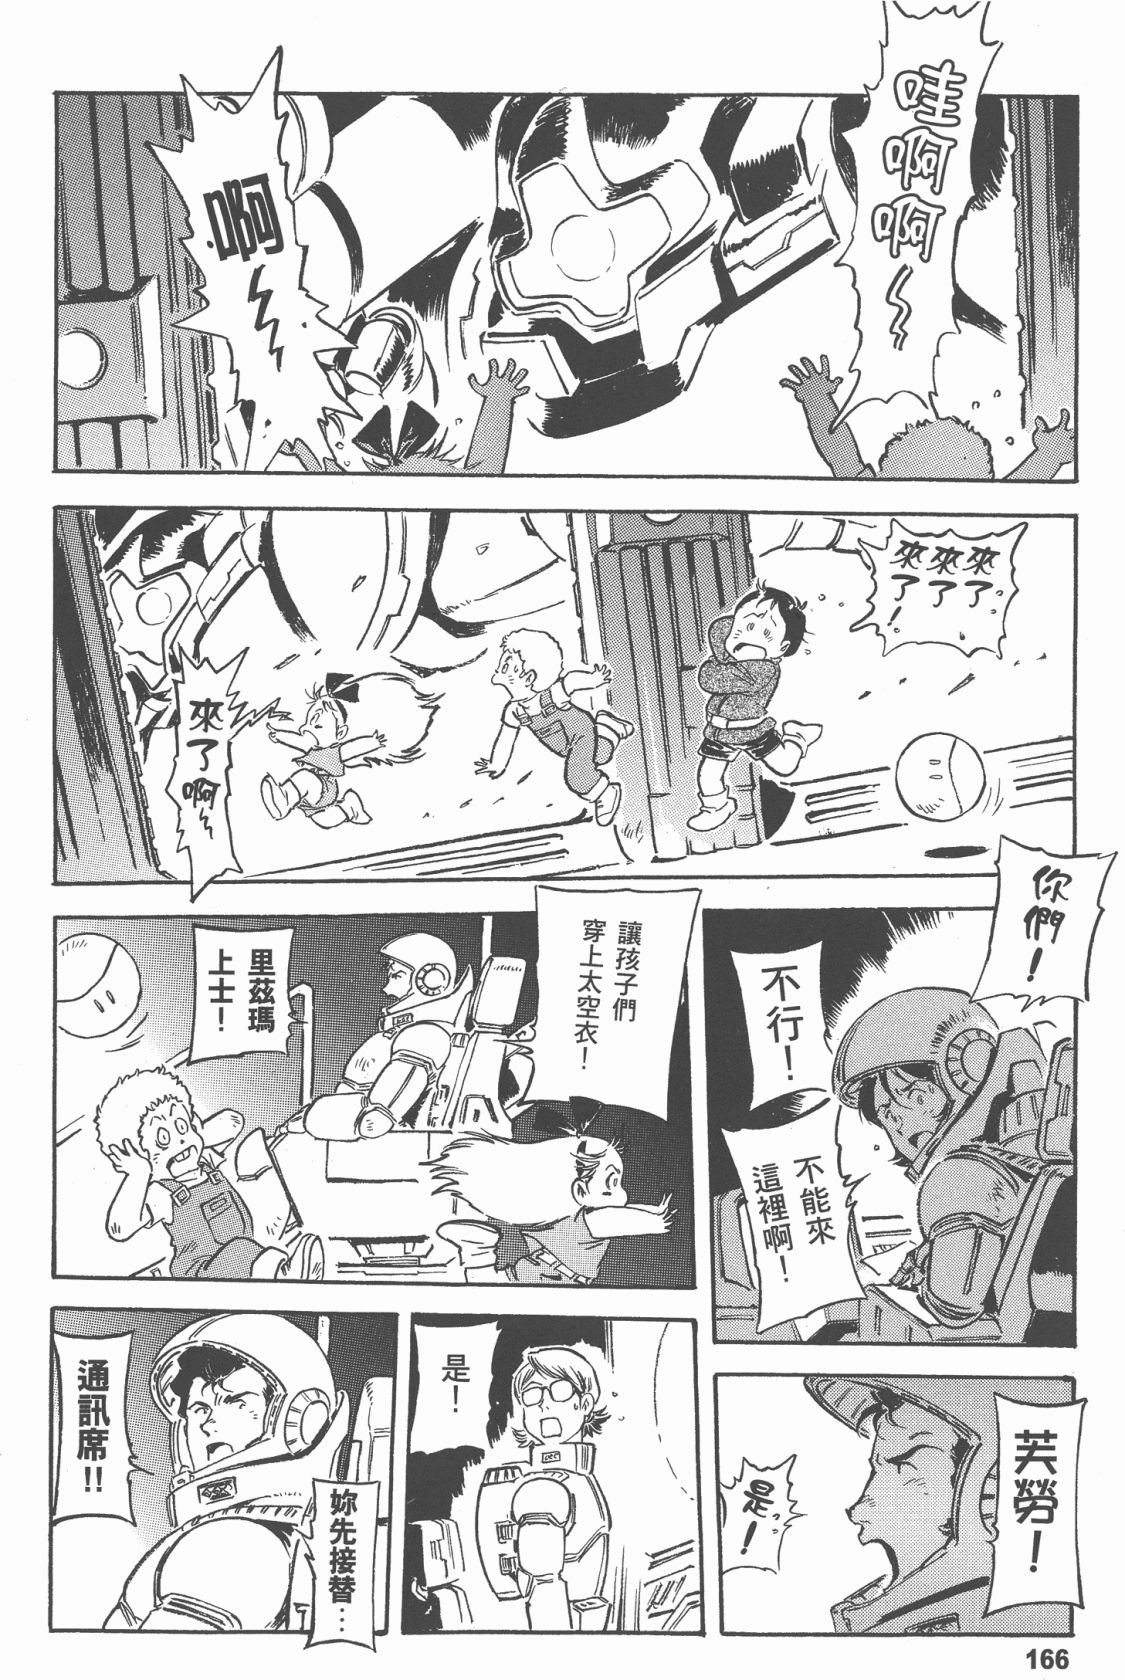 哇啊啊~
啊~
來了
來了
來了!
來了啊~
你們!
不行!
不能來
這裡啊!
讓孩子們
穿上太空衣!
里茲瑪
上士!
芙勞!
是!
是!
妳先接替…
通訊席!!
166